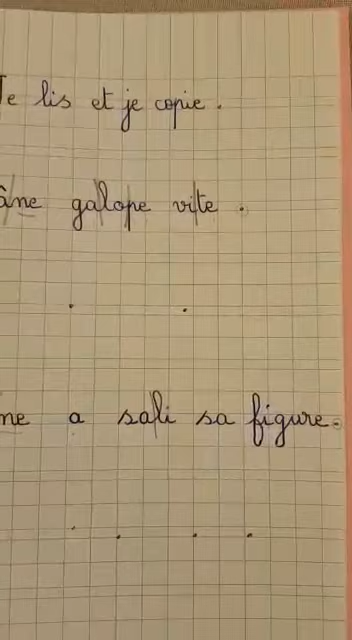 Je lis et je copie.
âne galope vite.
ne a sali sa figure.